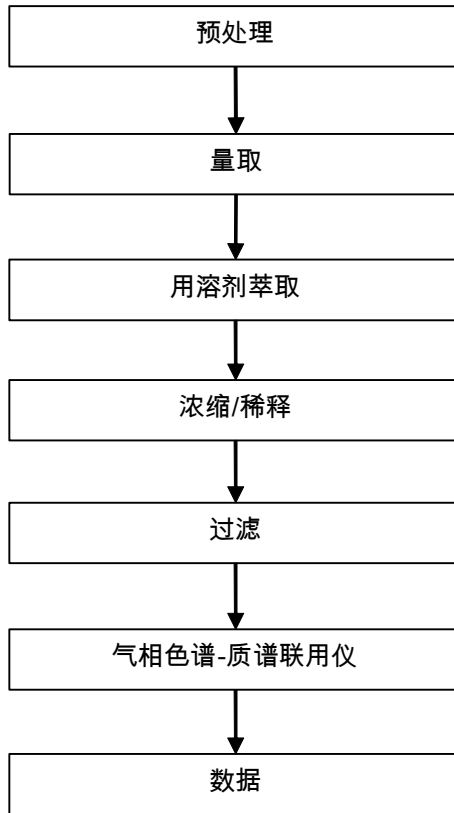 预处理
量取
用溶剂萃取
浓缩/稀释
过滤
气相色谱-质谱联用仪
数据